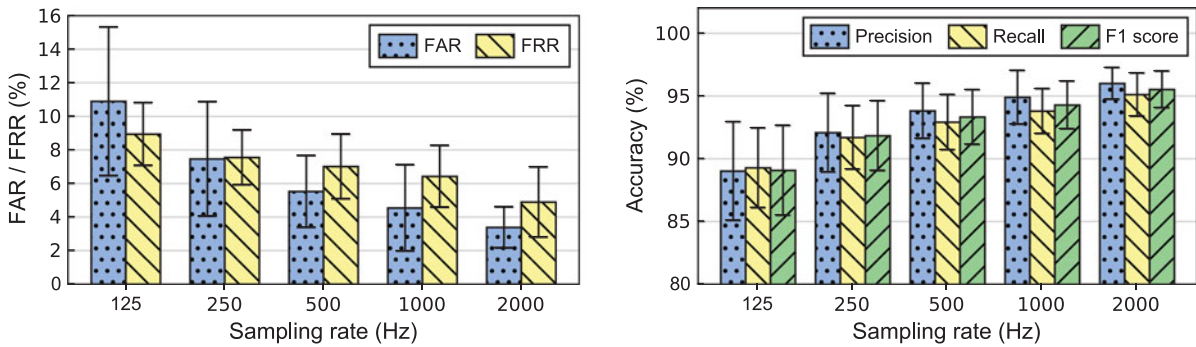 FAR / FRR (%)
16
14
12
10
8
6
4
2
0
FAR
FRR
125
250
500
1000
2000
Sampling rate (Hz)
Accuracy (%)
100
95
90
85
80
Precision
Recall
F1 score
125
250
500
1000
2000
Sampling rate (Hz)